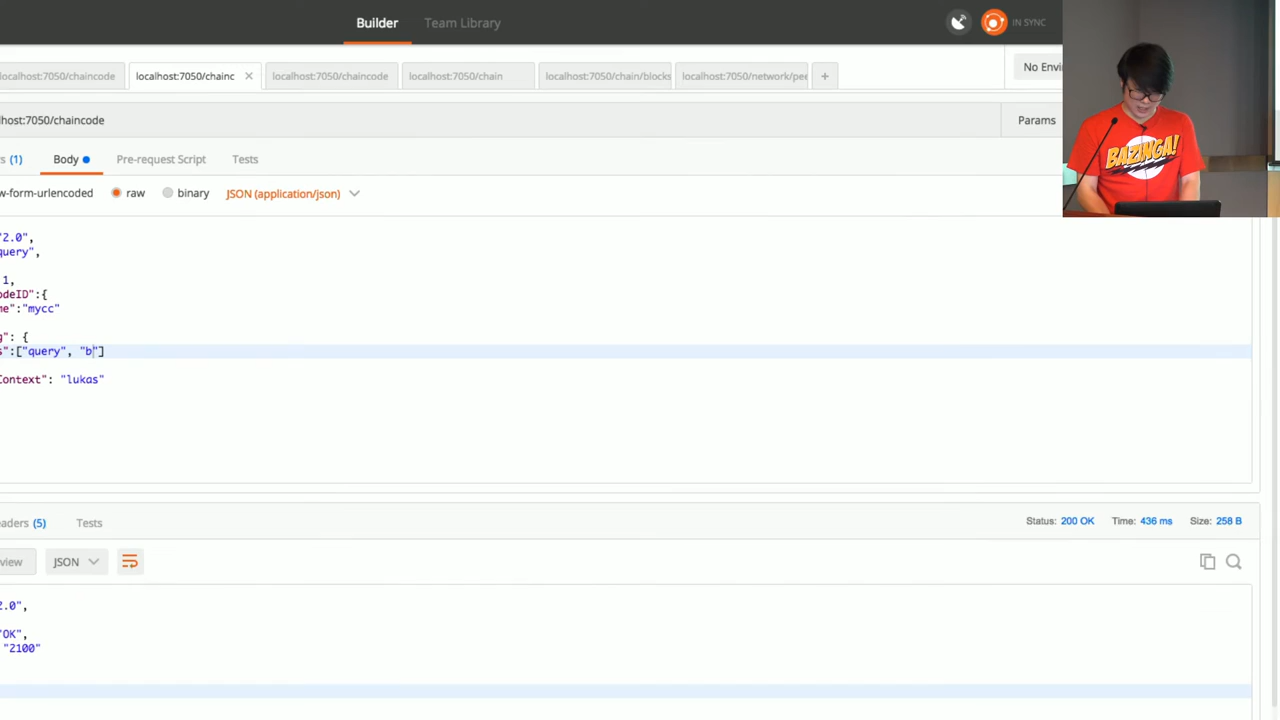 Builder
Team Library
IN SYNC
localhost:7050/chaincode
localhost:7050/chainc
localhost:7050/chaincode
localhost:7050/chain
localhost:7050/chain/blocks
localhost:7050/network/pee
No Envi
lhost:7050/chaincode
Params
s (1)
Body
Pre-request Script
Tests
w-form-urlencoded
raw
binary
JSON (application/json)
"2.0",
query",
1,
odeID":{
me":"mycc"
g": {
s":["query", "b"]
Context": "lukas"
eaders (5)
Tests
Status: 200 OK
Time: 436 ms
Size: 258 B
view
JSON
2.0",
"OK",
"2100"
BAZINGA!